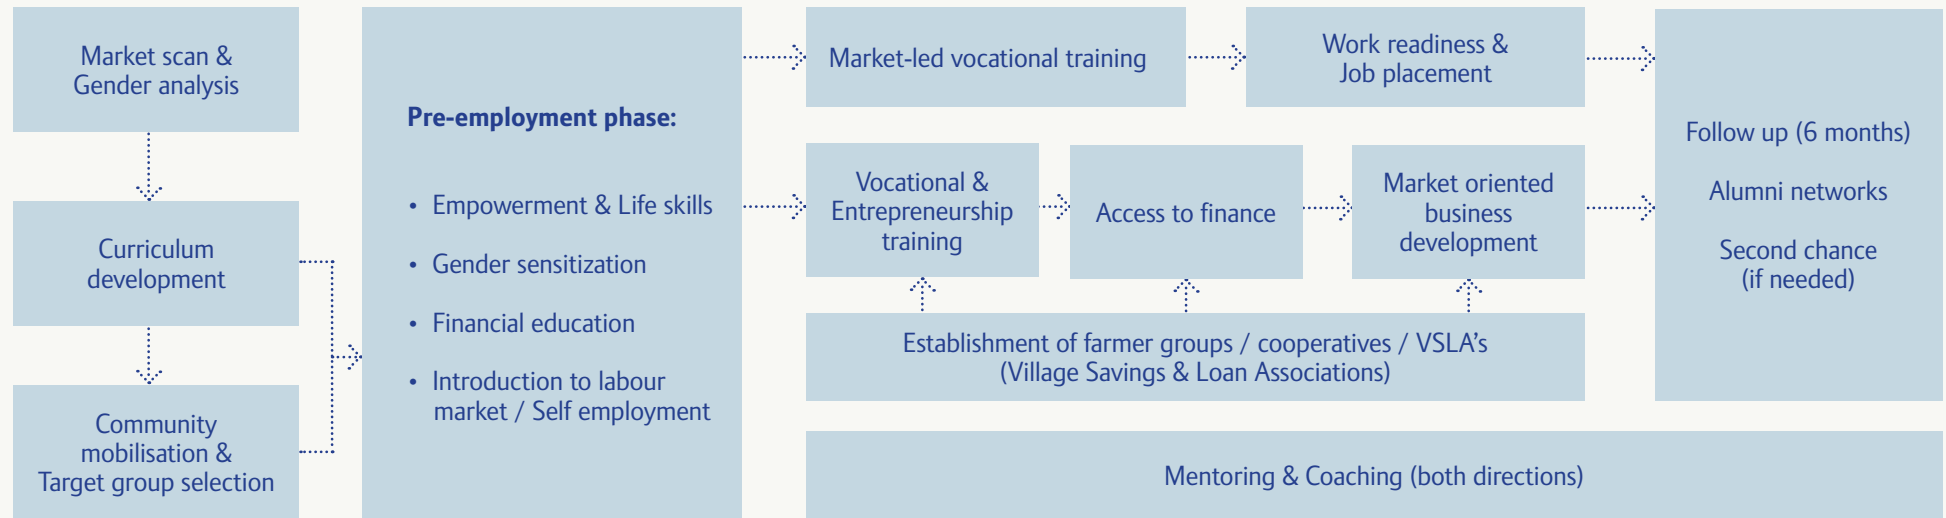 Market scan &
Gender analysis
Curriculum
development
Community
mobilisation &
Target group selection
Pre-employment phase:
• Empowerment & Life skills
• Gender sensitization
• Financial education
• Introduction to labour
market / Self employment
Market-led vocational training
Work readiness &
Job placement
Vocational &
Entrepreneurship
training
Access to finance
Market oriented
business
development
Establishment of farmer groups / cooperatives / VSLA’s
(Village Savings & Loan Associations)
Mentoring & Coaching (both directions)
Follow up (6 months)
Alumni networks
Second chance
(if needed)